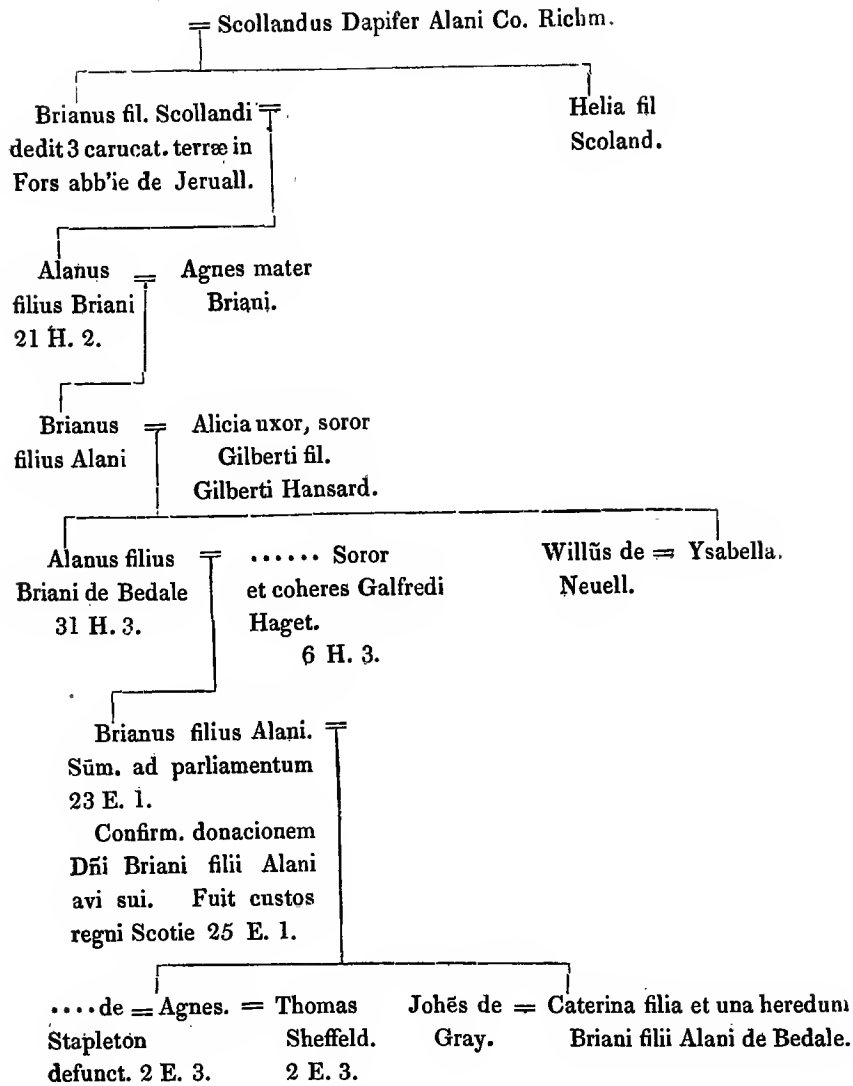 = Scollandus Dapifer Alani Co. Richm.
Brianus fil. Scollandi =
dedit 3 carucat. terræ in
Fors abb'ie de Jeruall.
Helia fil
Scoland.
Alanus
filius Briani
21 H. 2.
=
Agnes mater
Briani.
Brianus
filius Alani
=
Alicia uxor, soror
Gilberti fil.
Gilberti Hansard.
Alanus filius
Briani de Bedale
31 H. 3.
=
...... Soror
et coheres Galfredi
Haget.
6 H. 3.
Willũs de = Ysabella.
Neuell.
Brianus filius Alani. =
Sũm. ad parliamentum
23 E. 1.
Confirm. donacionem
Dñi Briani filii Alani
avi sui. Fuit custos
regni Scotie 25 E. 1.
....de = Agnes. = Thomas
Stapleton
defunct. 2 E. 3.
Sheffeld.
2 E. 3.
Johẽs de = Caterina filia et una heredum
Gray.
Briani filii Alani de Bedale.